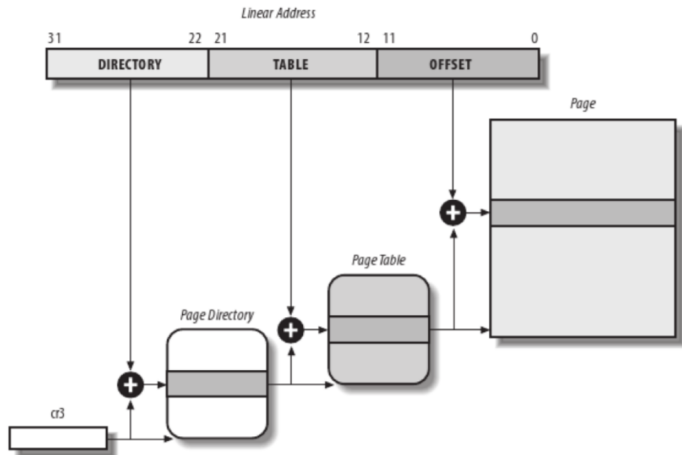 Linear Address
31 22 21 12 11 0
DIRECTORY TABLE OFFSET
Page
Page Table
Page Directory
cr3